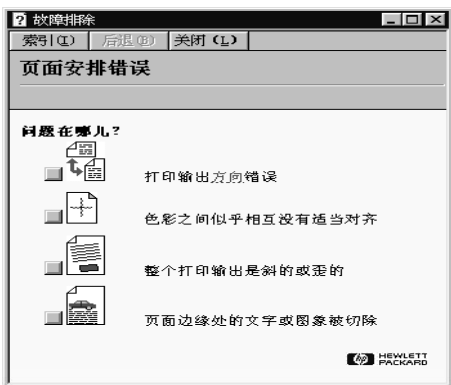 故障排除
索引(I) 后退(B) 关闭 (L)
页面安排错误
问题在哪儿?
打印输出方向错误
色彩之间似乎相互没有适当对齐
整个打印输出是斜的或歪的
页面边缘处的文字或图象被切除
hp HEWLETT
PACKARD